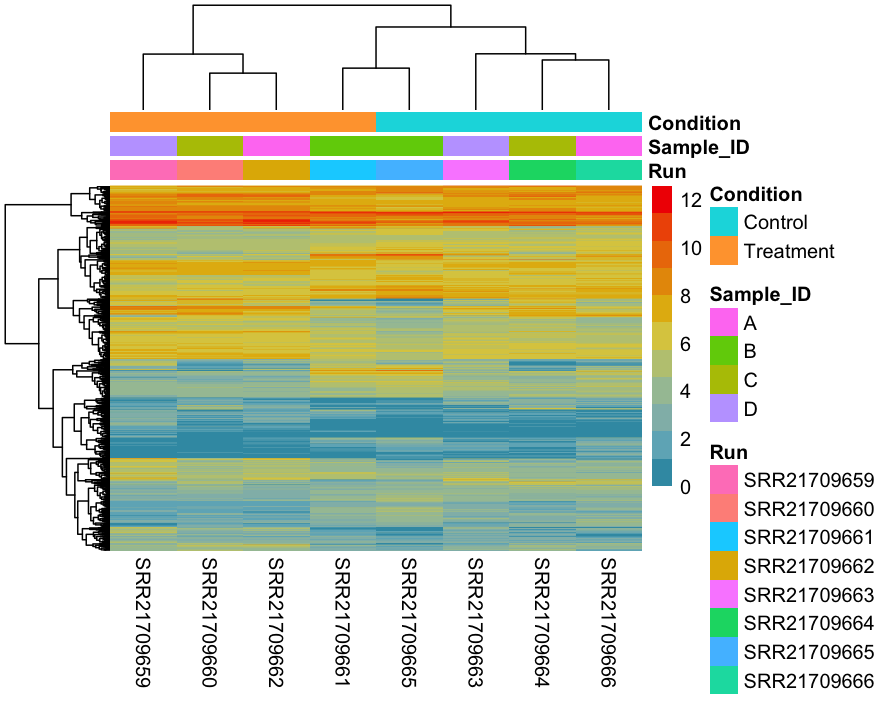 Condition
Sample_ID
Run
12
10
8
6
4
2
0
Condition
Control
Treatment
Sample_ID
A
B
C
D
Run
SRR21709659
SRR21709660
SRR21709661
SRR21709662
SRR21709663
SRR21709664
SRR21709665
SRR21709666
SRR21709659
SRR21709660
SRR21709662
SRR21709661
SRR21709665
SRR21709663
SRR21709664
SRR21709666